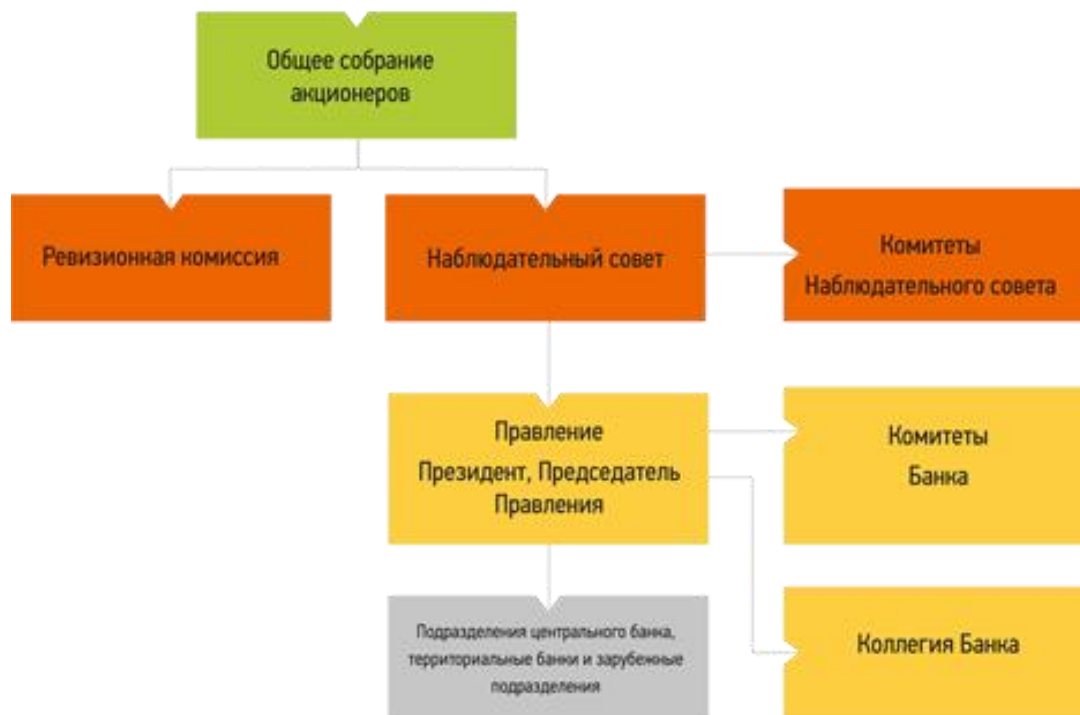 Общее собрание
акционеров
Ревизионная комиссия
Наблюдательный совет
Комитеты
Наблюдательного совета
Правление
Президент, Председатель
Правления
Комитеты
Банка
Подразделения центрального банка,
территориальные банки и зарубежные
подразделения
Коллегия Банка